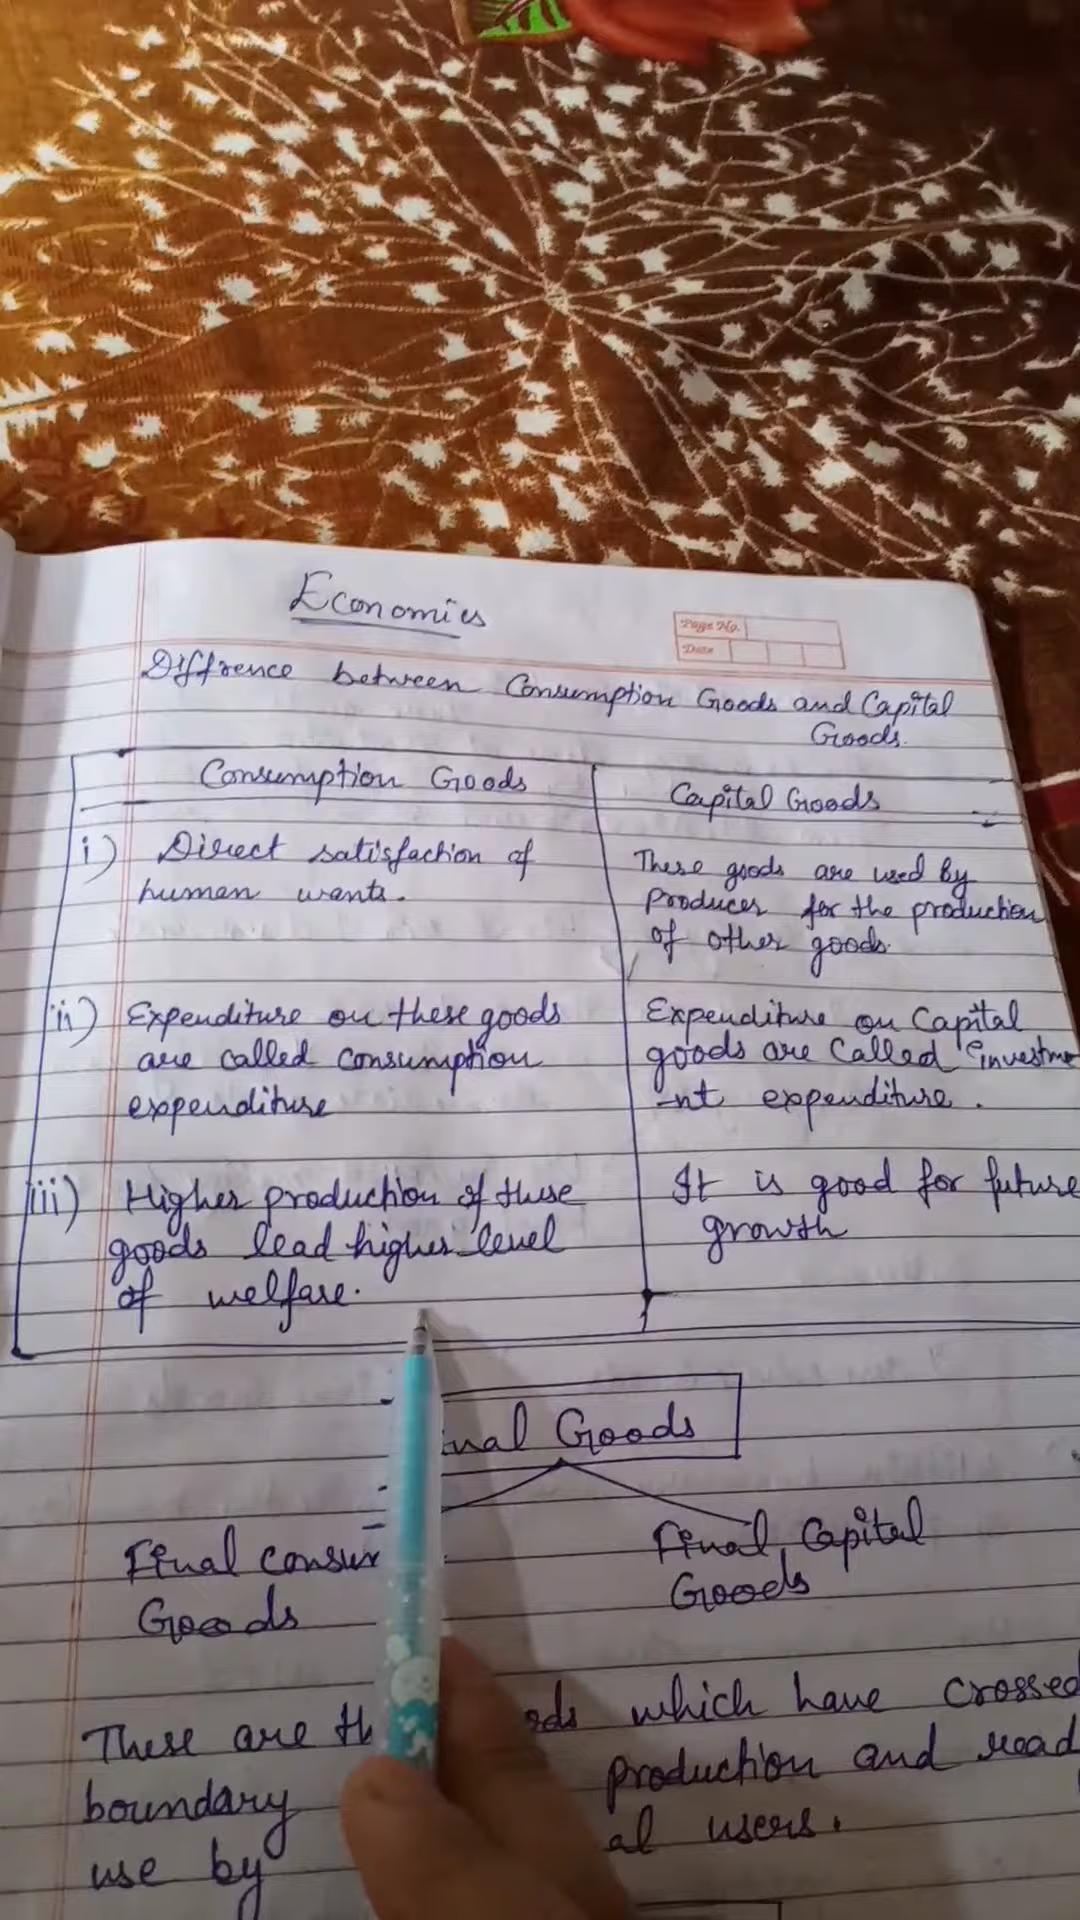 Economics
Page No.
Date
Diffrence between Consumption Goods and Capital
Goods.
Consumption Goods
Capital Goods
i) Direct satisfaction of
human wants.
These goods are used by
producer for the production
of other goods.
ii) Expenditure on these goods
are called consumption
expenditure
Expenditure on Capital
goods are called investme
-nt expenditure.
iii) Higher production of these
goods lead higher level
of welfare.
It is good for future
growth
Goods
Final
Goods
Final Capital
Goods
These are which have crossed
boundary production and
use by users.